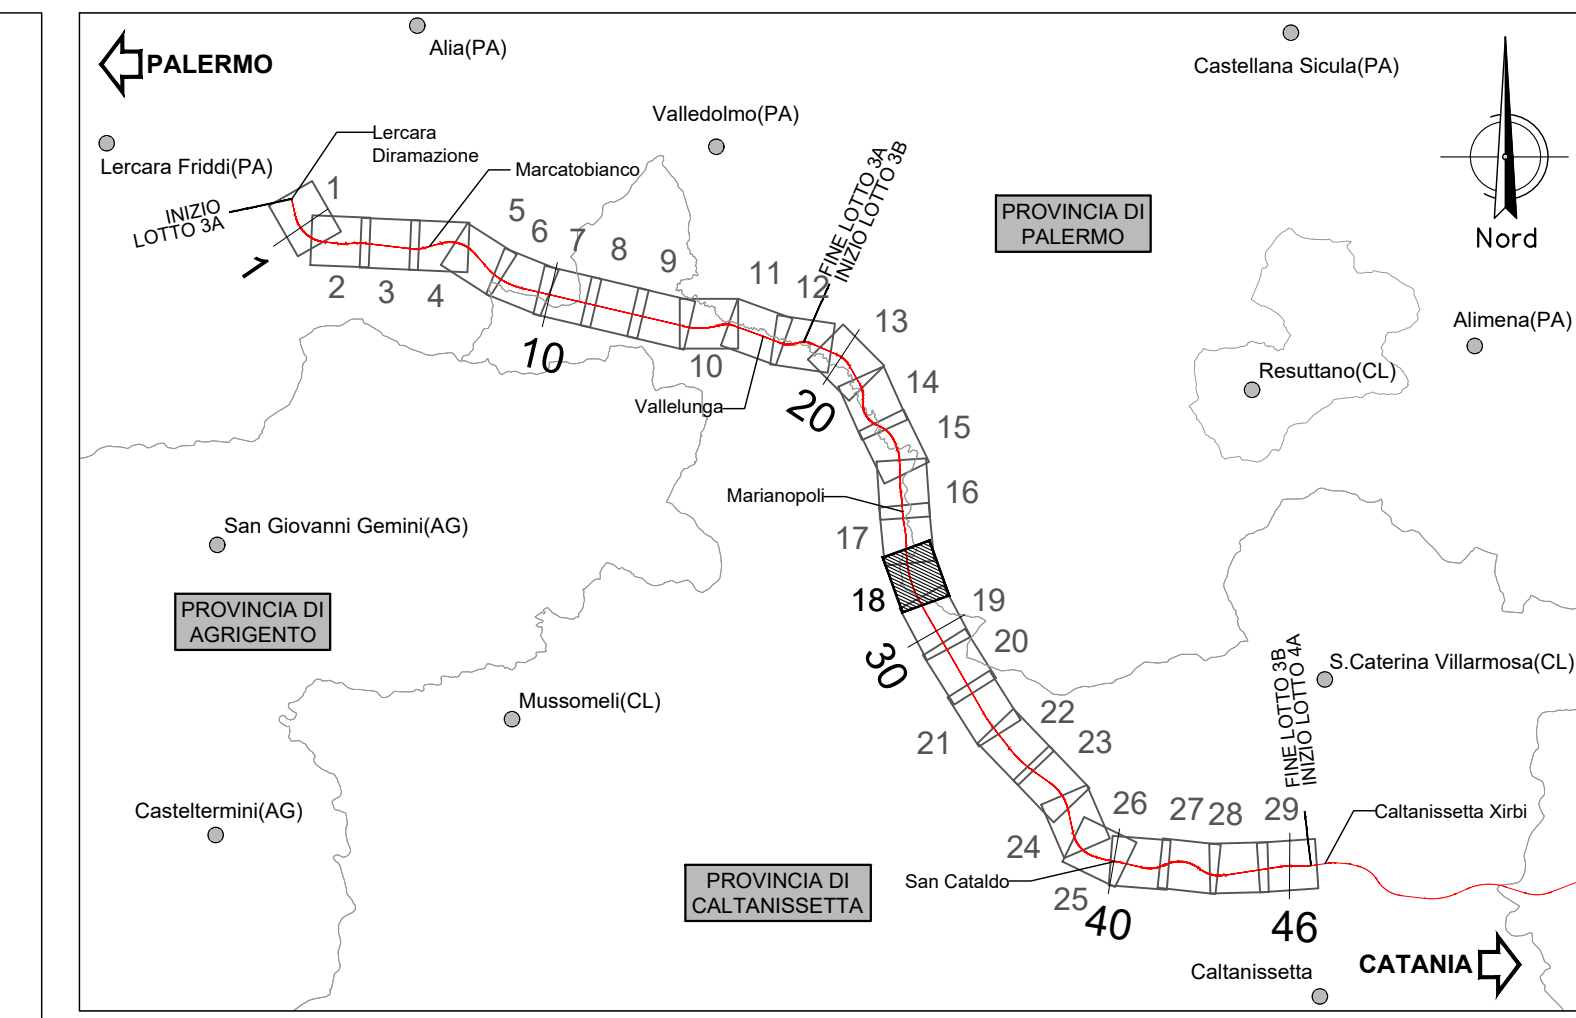 PALERMO
Alia(PA)
Castellana Sicula(PA)
Valledolmo(PA)
Lercara Friddi(PA)
Lercara
Diramazione
Marcatobianco
INIZIO
LOTTO 3A
FINE LOTTO 3A
INIZIO LOTTO 3B
PROVINCIA DI
PALERMO
Nord
1
1
2
3
4
5
6
7
8
9
10
10
11
12
13
Vallelunga
20
14
15
Alimena(PA)
Resuttano(CL)
Marianopoli
16
17
San Giovanni Gemini(AG)
PROVINCIA DI
AGRIGENTO
18
19
20
30
Mussomeli(CL)
21
22
23
FINE LOTTO 3B
INIZIO LOTTO 4A
S.Caterina Villarmosa(CL)
Casteltermini(AG)
24
25
26
27
28
29
Caltanissetta Xirbi
San Cataldo
PROVINCIA DI
CALTANISSETTA
40
46
CATANIA
Caltanissetta